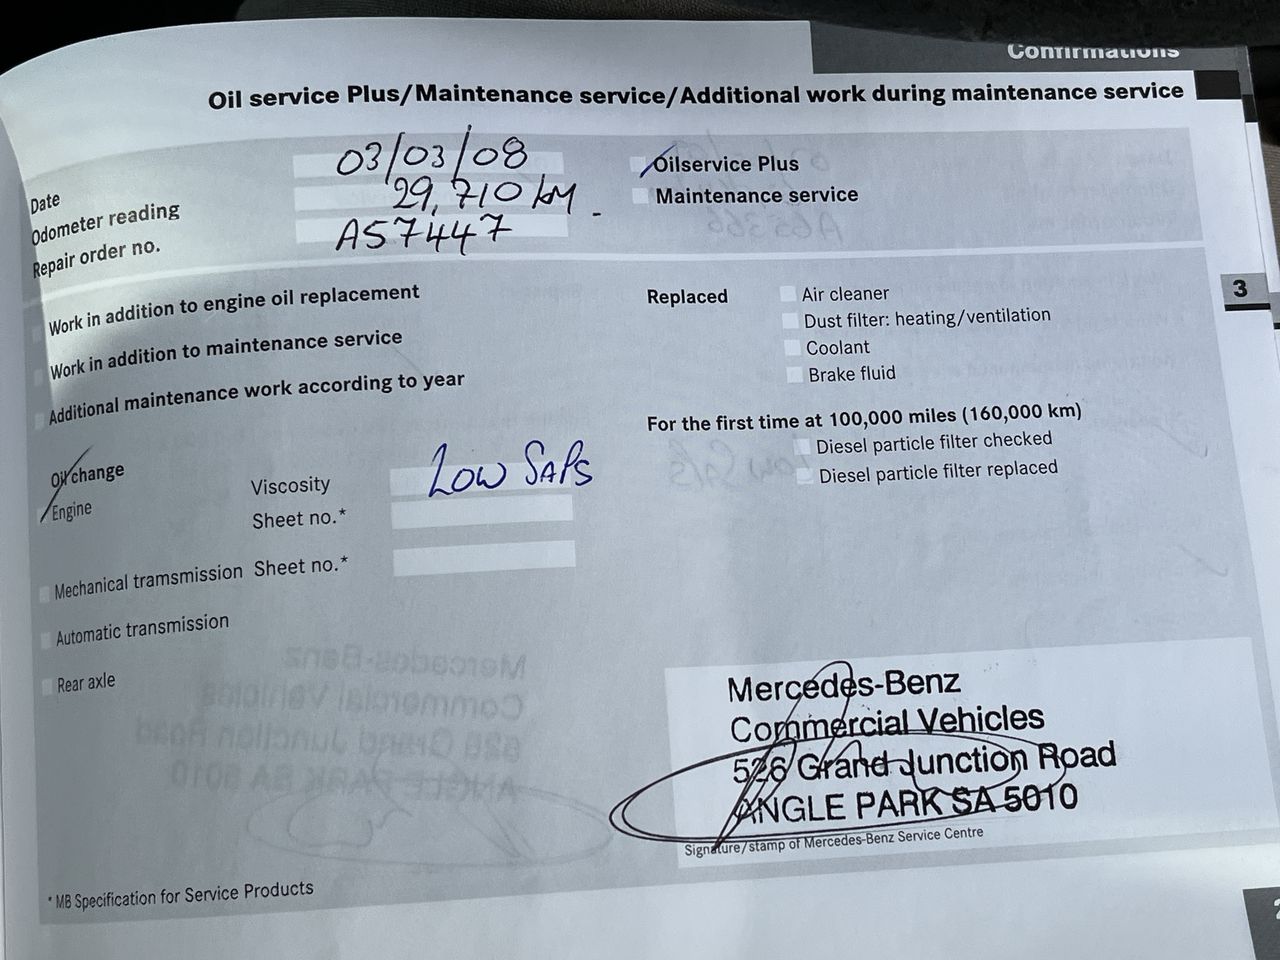 Confirmations
Oil service Plus/Maintenance service/Additional work during maintenance service
Date 03/03/08
Odometer reading 29,710 km
Repair order no. A57447
Oilservice Plus
Maintenance service
3
Work in addition to engine oil replacement
Work in addition to maintenance service
Additional maintenance work according to year
Replaced
Air cleaner
Dust filter: heating/ventilation
Coolant
Brake fluid
For the first time at 100,000 miles (160,000 km)
Diesel particle filter checked
Diesel particle filter replaced
Oil change
Engine
Viscosity Low SAPS
Sheet no.*
Mechanical tramsmission Sheet no.*
Automatic transmission
Rear axle
Mercedes-Benz
Commercial Vehicles
526 Grand Junction Road
ANGLE PARK SA 5010
Signature/stamp of Mercedes-Benz Service Centre
* MB Specification for Service Products